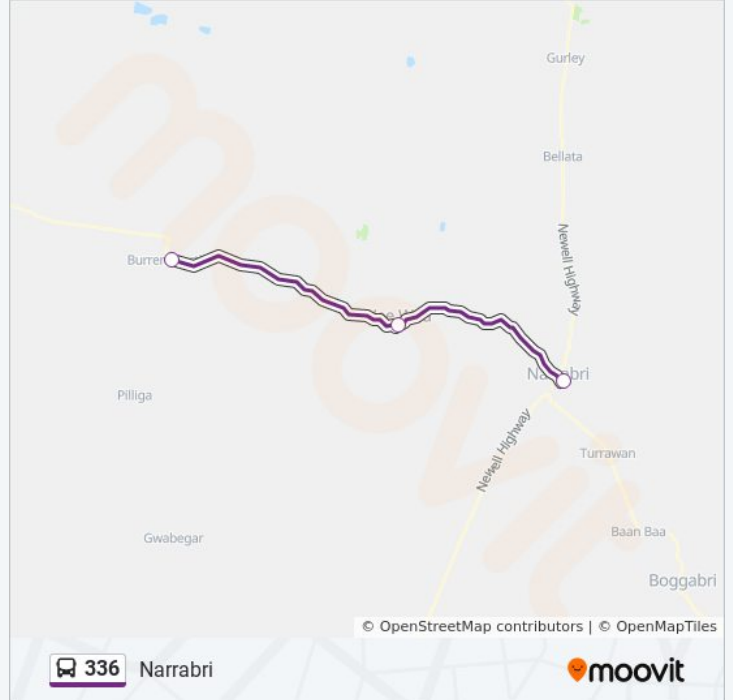 Gurley
Bellata
Newell Highway
Narrabri
Pilliga
Newell Highway
Turrawan
Baan Baa
Gwabegar
Boggabri
© OpenStreetMap contributors | © OpenMapTiles
336 Narrabri
moovit
moovit